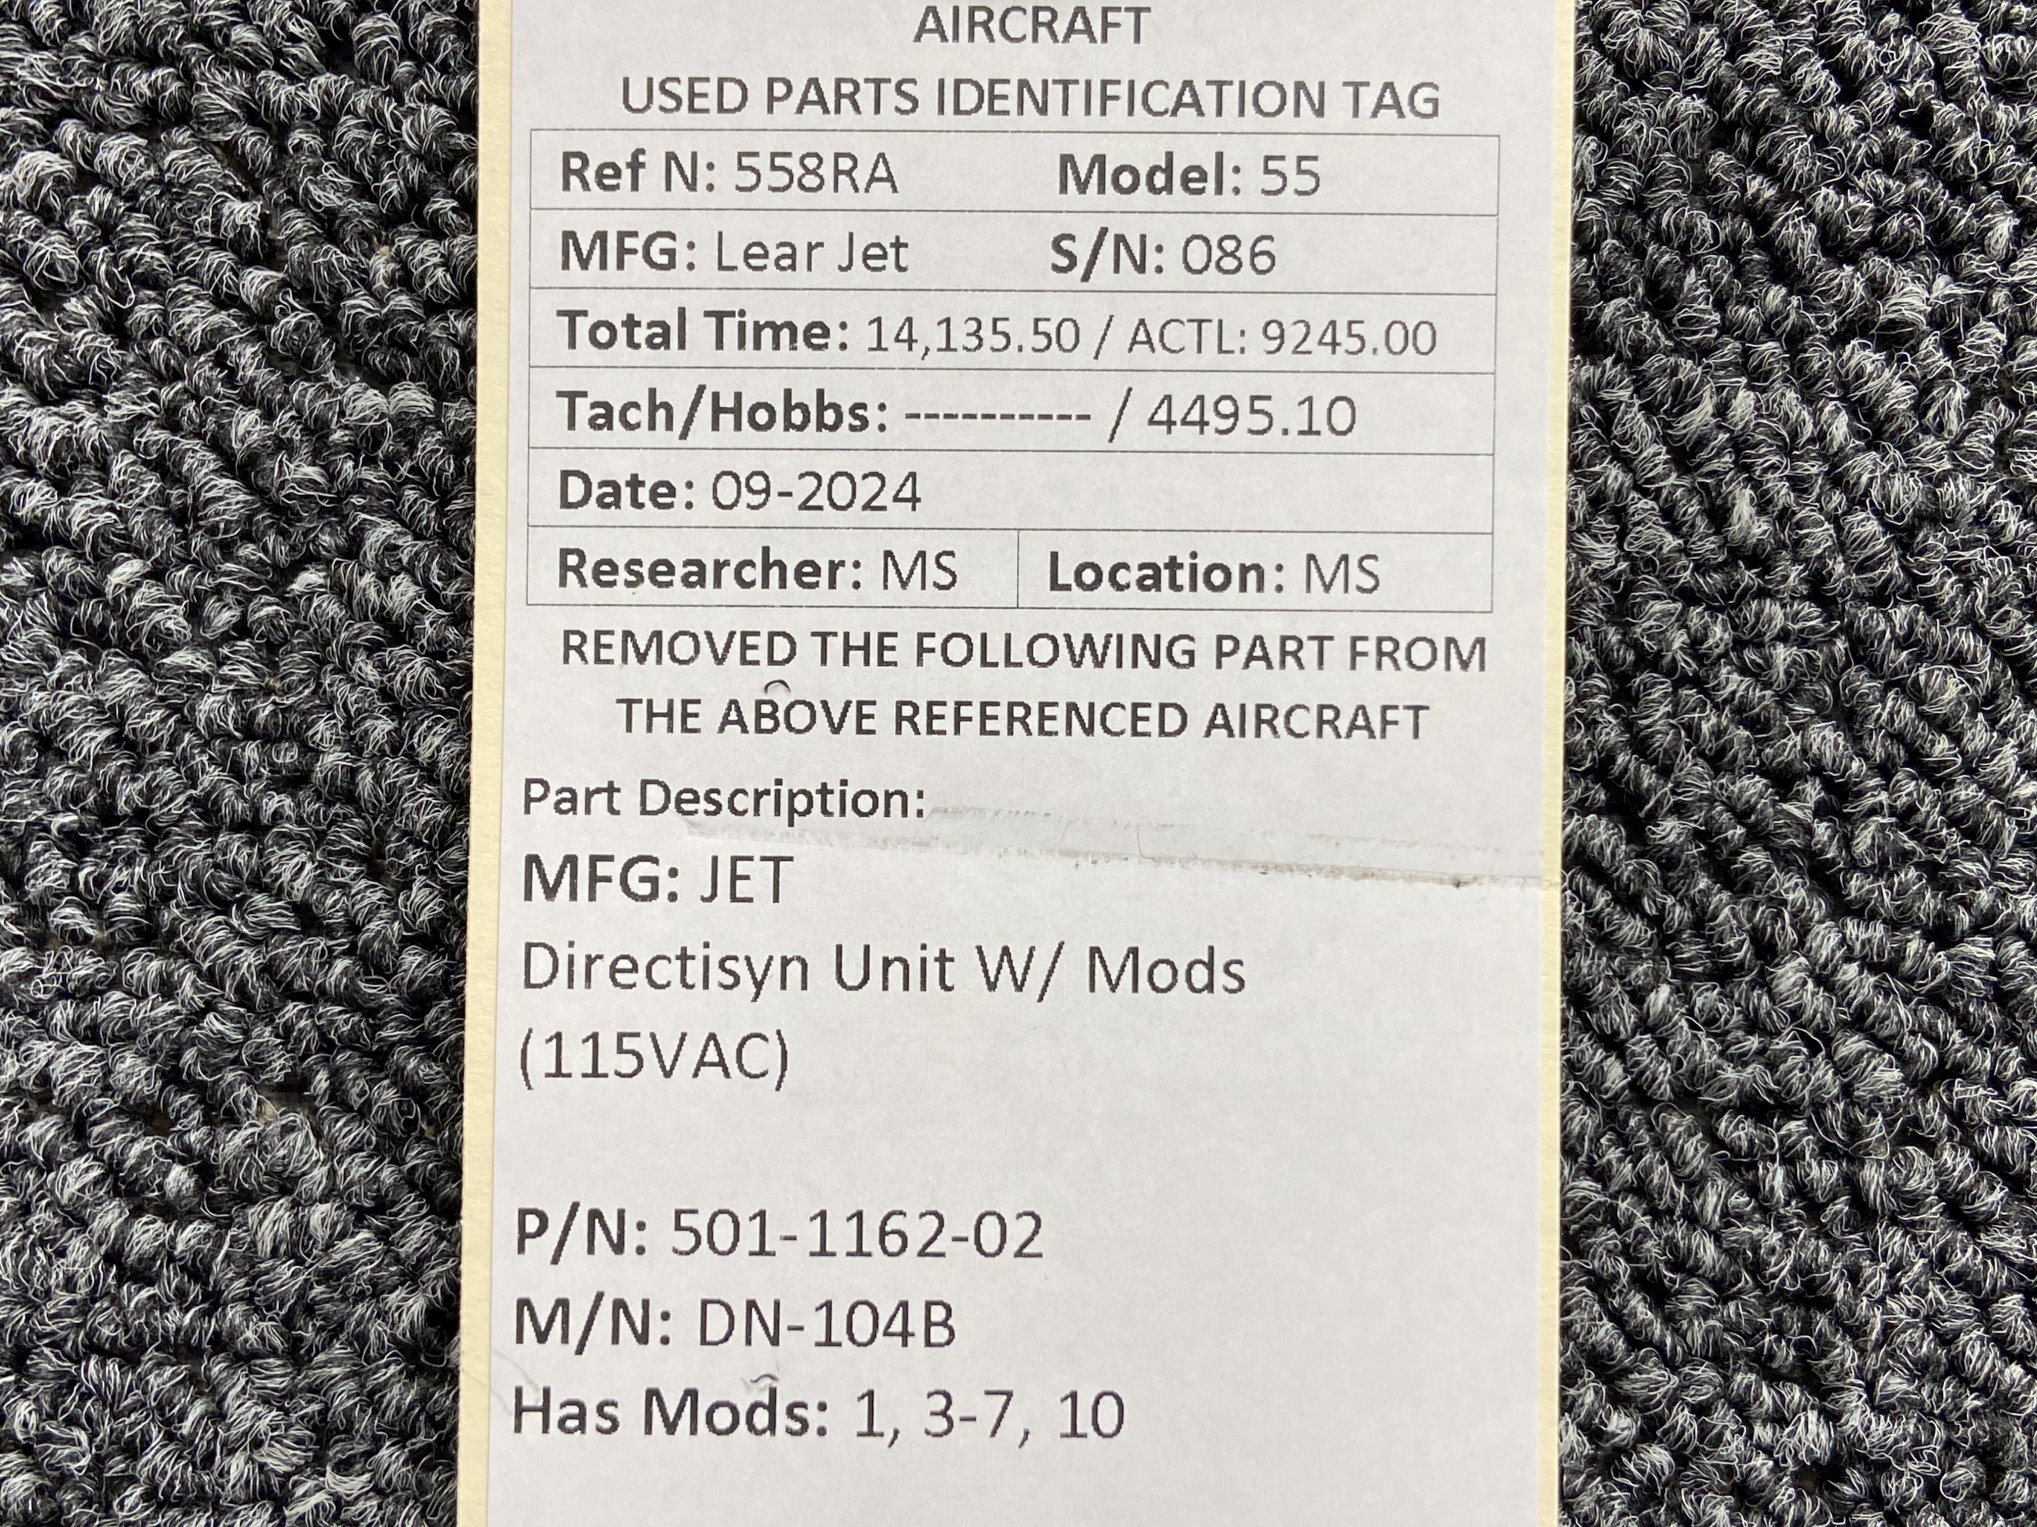 AIRCRAFT
USED PARTS IDENTIFICATION TAG
Ref N: 558RA Model: 55
MFG: Lear Jet S/N: 086
Total Time: 14,135.50 / ACTL: 9245.00
Tach/Hobbs: ---------- / 4495.10
Date: 09-2024
Researcher: MS Location: MS
REMOVED THE FOLLOWING PART FROM
THE ABOVE REFERENCED AIRCRAFT
Part Description:
MFG: JET
Directisyn Unit W/ Mods
(115VAC)
P/N: 501-1162-02
M/N: DN-104B
Has Mods: 1, 3-7, 10